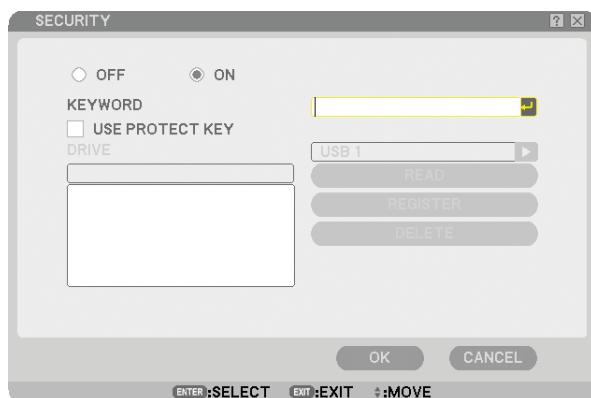 SECURITY
OFF ON
KEYWORD
USE PROTECT KEY
DRIVE USB 1
READ
REGISTER
DELETE
OK CANCEL
ENTER :SELECT EXIT :EXIT :MOVE